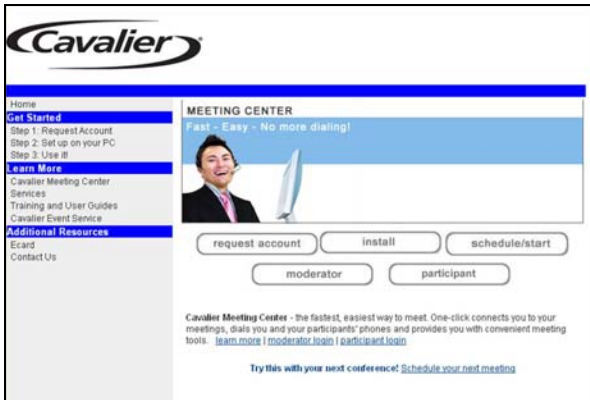 Cavalier
Home
Get Started
Step 1: Request Account
Step 2: Set up on your PC
Step 3: Use it!
Learn More
Cavalier Meeting Center
Services
Training and User Guides
Cavalier Event Service
Additional Resources
Ecard
Contact Us
MEETING CENTER
Fast - Easy - No more dialing!
request account
install
schedule/start
moderator
participant
Cavalier Meeting Center - the fastest, easiest way to meet. One-click connects you to your
meetings, dials you and your participants' phones and provides you with convenient meeting
tools. learn more | moderator login | participant login
Try this with your next conference! Schedule your next meeting